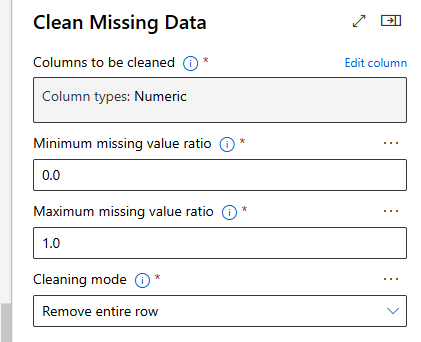 Clean Missing Data
Columns to be cleaned * Edit column
Column types: Numeric
Minimum missing value ratio *
0.0
Maximum missing value ratio *
1.0
Cleaning mode *
Remove entire row